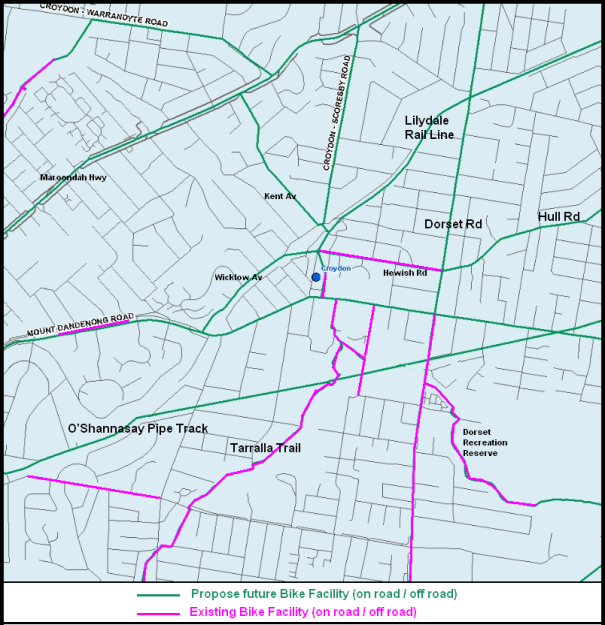 CROYDON - WARRANDYTE ROAD
CROYDON - SCORESBY ROAD
Lilydale
Rail Line
Maroondah Hwy
Kent Av
Dorset Rd
Hull Rd
Croydon
Hewish Rd
Wicklow Av
MOUNT DANDENONG ROAD
O'Shannasay Pipe Track
Tarralla Trail
Dorset
Recreation
Reserve
Propose future Bike Facility (on road / off road)
Existing Bike Facility (on road / off road)